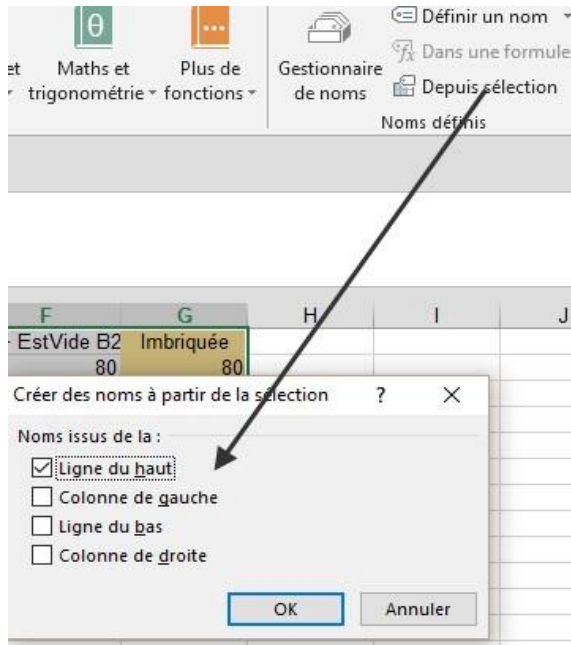 Définir un nom
Dans une formule
Depuis sélection
et
Maths et trigonométrie
Plus de fonctions
Gestionnaire de noms
Noms définis
F G H I J
EstVide B2 Imbriquée
80 80
Créer des noms à partir de la sélection ? ×
Noms issus de la :
Ligne du haut
Colonne de gauche
Ligne du bas
Colonne de droite
OK Annuler